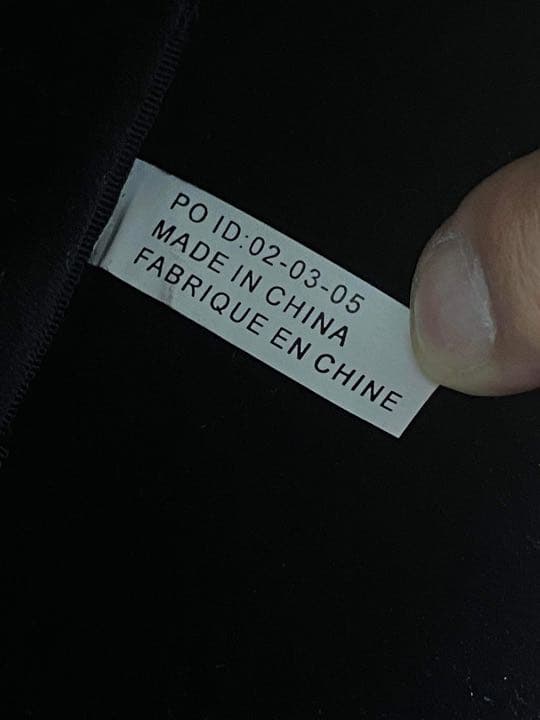 PO ID:02-03-05
MADE IN CHINA
FABRIQUE EN CHINE